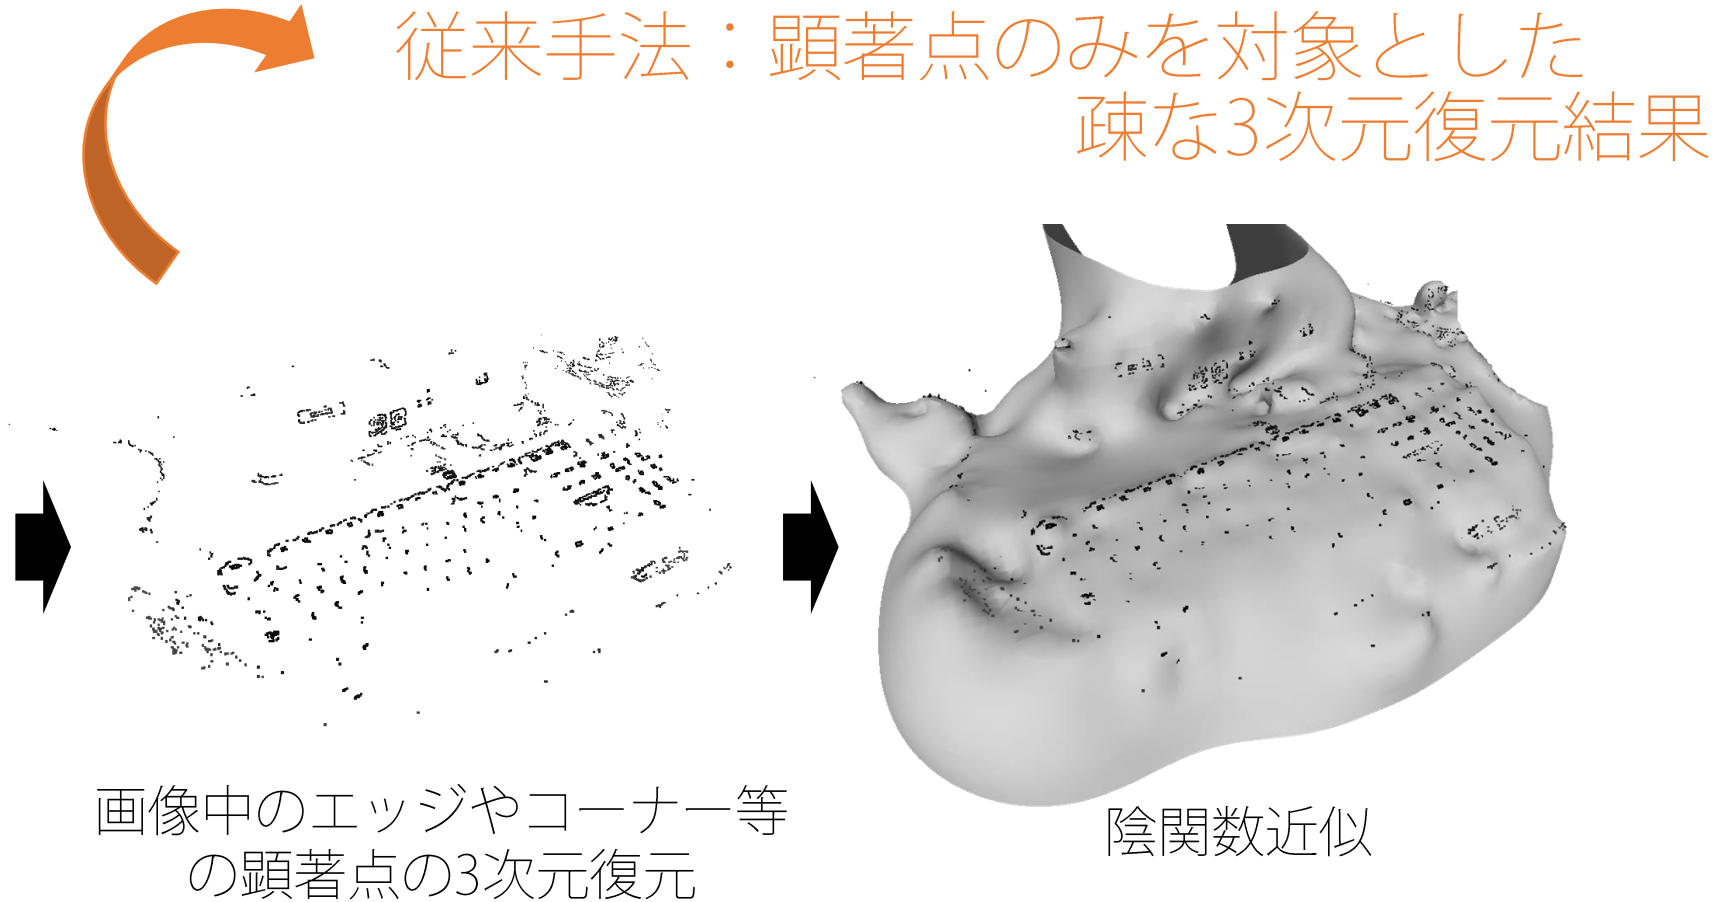 従来手法：顕著点のみを対象とした
疎な3次元復元結果
画像中のエッジやコーナー等
の顕著点の3次元復元
陰関数近似